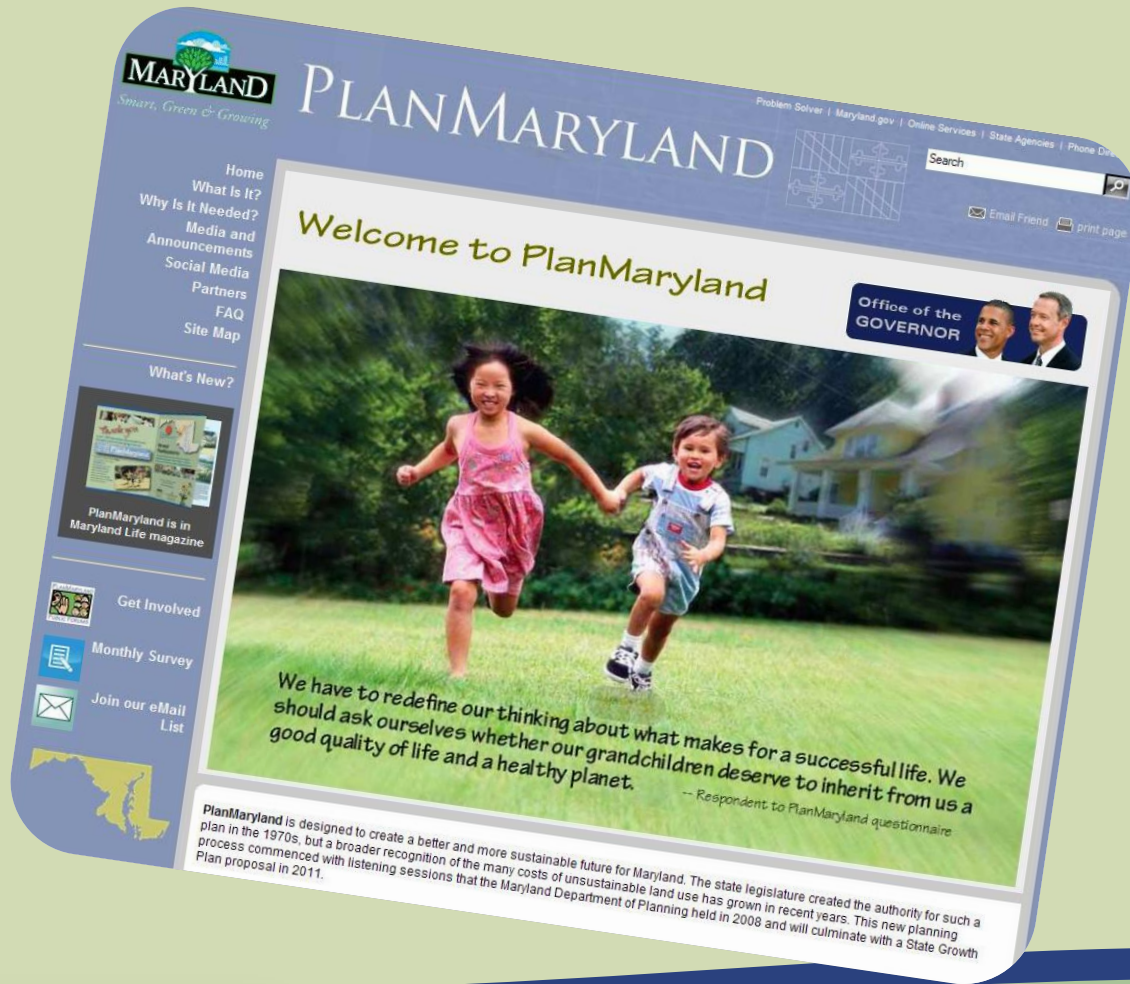 MARYLAND
Smart, Green & Growing
PLANMARYLAND
Problem Solver | Maryland.gov | Online Services | State Agencies | Phone
Search
Email Friend print page
Home
What Is It?
Why Is It Needed?
Media and
Announcements
Social Media
Partners
FAQ
Site Map
What's New?
Thank you
PlanMaryland is in
Maryland Life magazine
Get Involved
Monthly Survey
Join our eMail
List
Welcome to PlanMaryland
Office of the
GOVERNOR
We have to redefine our thinking about what makes for a successful life. We
should ask ourselves whether our grandchildren deserve to inherit from us a
good quality of life and a healthy planet.
-- Respondent to PlanMaryland questionnaire
PlanMaryland is designed to create a better and more sustainable future for Maryland. The state legislature created the authority for such a
plan in the 1970s, but a broader recognition of the many costs of unsustainable land use has grown in recent years. This new planning
process commenced with listening sessions that the Maryland Department of Planning held in 2008 and will culminate with a State Growth
Plan proposal in 2011.